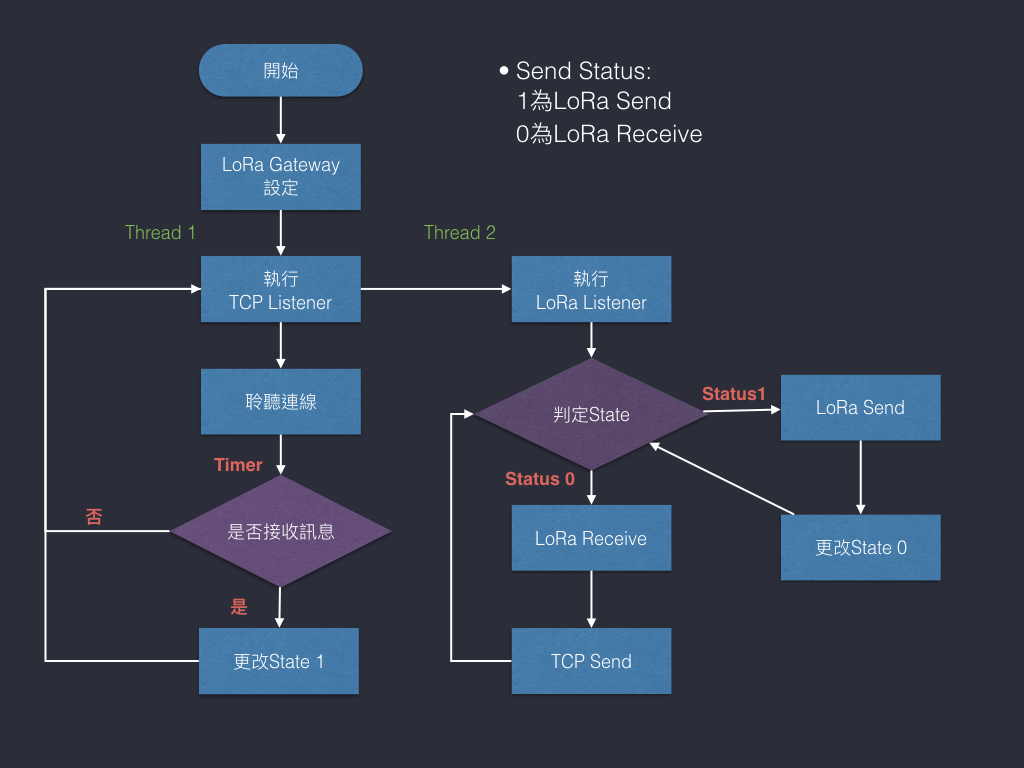 開始
• Send Status:
1為LoRa Send
0為LoRa Receive
LoRa Gateway
設定
Thread 1
Thread 2
執行
TCP Listener
執行
LoRa Listener
聆聽連線
判定State
Status1
LoRa Send
Timer
Status 0
否
是否接收訊息
LoRa Receive
更改State 0
是
更改State 1
TCP Send